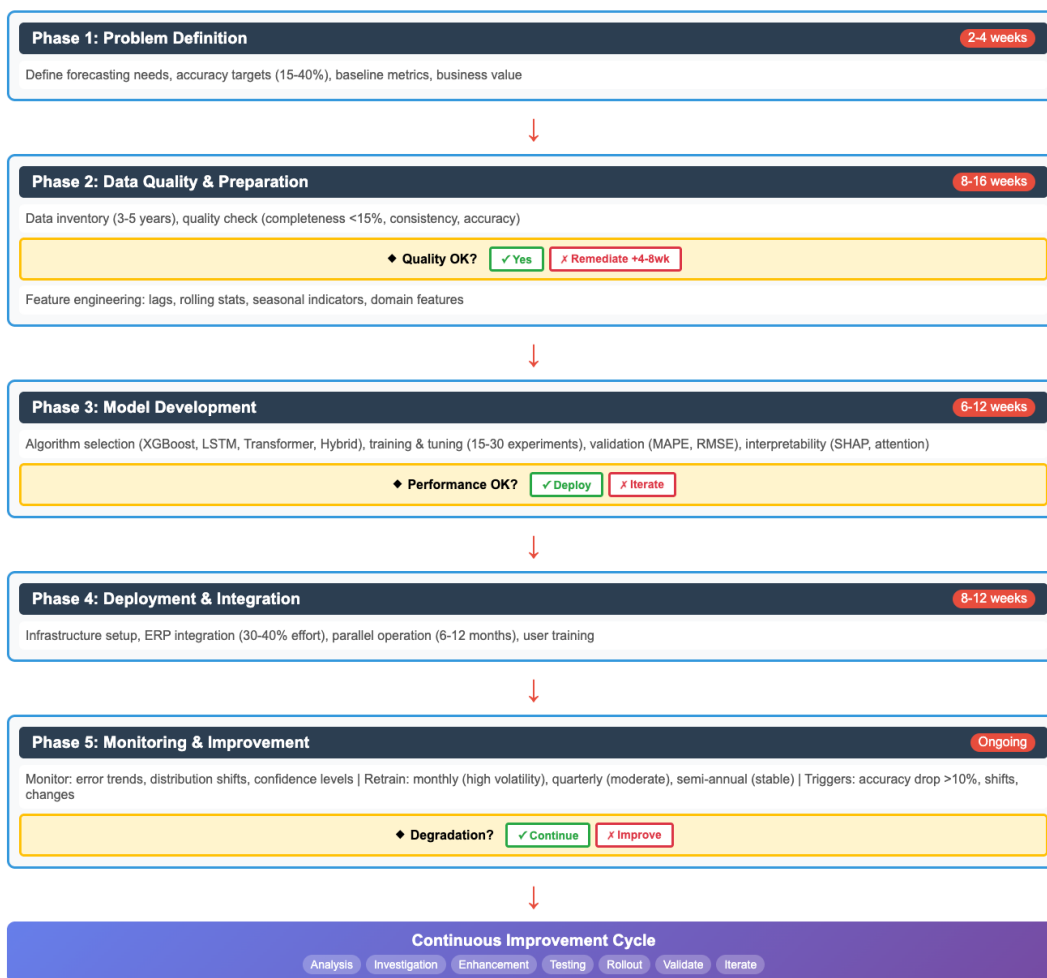 Phase 1: Problem Definition
2-4 weeks
Define forecasting needs, accuracy targets (15-40%), baseline metrics, business value
↓
Phase 2: Data Quality & Preparation
8-16 weeks
Data inventory (3-5 years), quality check (completeness <15%, consistency, accuracy)
◆ Quality OK? ✓ Yes ✗ Remediate +4-8wk
Feature engineering: lags, rolling stats, seasonal indicators, domain features
↓
Phase 3: Model Development
6-12 weeks
Algorithm selection (XGBoost, LSTM, Transformer, Hybrid), training & tuning (15-30 experiments), validation (MAPE, RMSE), interpretability (SHAP, attention)
◆ Performance OK? ✓ Deploy ✗ Iterate
↓
Phase 4: Deployment & Integration
8-12 weeks
Infrastructure setup, ERP integration (30-40% effort), parallel operation (6-12 months), user training
↓
Phase 5: Monitoring & Improvement
Ongoing
Monitor: error trends, distribution shifts, confidence levels | Retrain: monthly (high volatility), quarterly (moderate), semi-annual (stable) | Triggers: accuracy drop >10%, shifts,
changes
◆ Degradation? ✓ Continue ✗ Improve
↓
Continuous Improvement Cycle
Analysis Investigation Enhancement Testing Rollout Validate Iterate